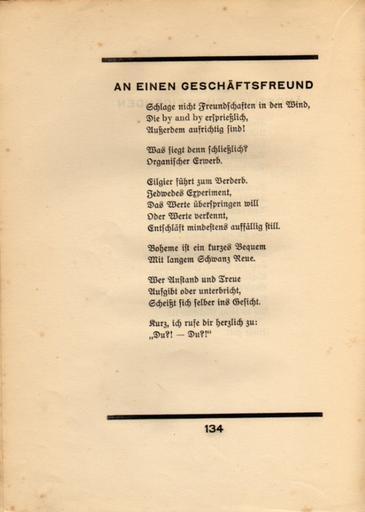 AN EINEN GESCHÄFTSFREUND
Schlage nicht Freundschaften in den Wind,
Die by and by ersprießlich,
Außerdem aufrichtig sind!
Was siegt denn schließlich?
Organischer Erwerb.
Eilgier führt zum Verderb.
Jedwedes Experiment,
Das Werte überspringen will
Oder Werte verkennt,
Entschläft mindestens auffällig still.
Boheme ist ein kurzes Bequem
Mit langem Schwanz Reue.
Wer Anstand und Treue
Aufgibt oder unterbricht,
Scheißt sich selber ins Gesicht.
Kurz, ich rufe dir herzlich zu:
„Du?! — Du?!“
134